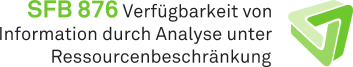 SFB 876 Verfügbarkeit von
Information durch Analyse unter
Ressourcenbeschränkung